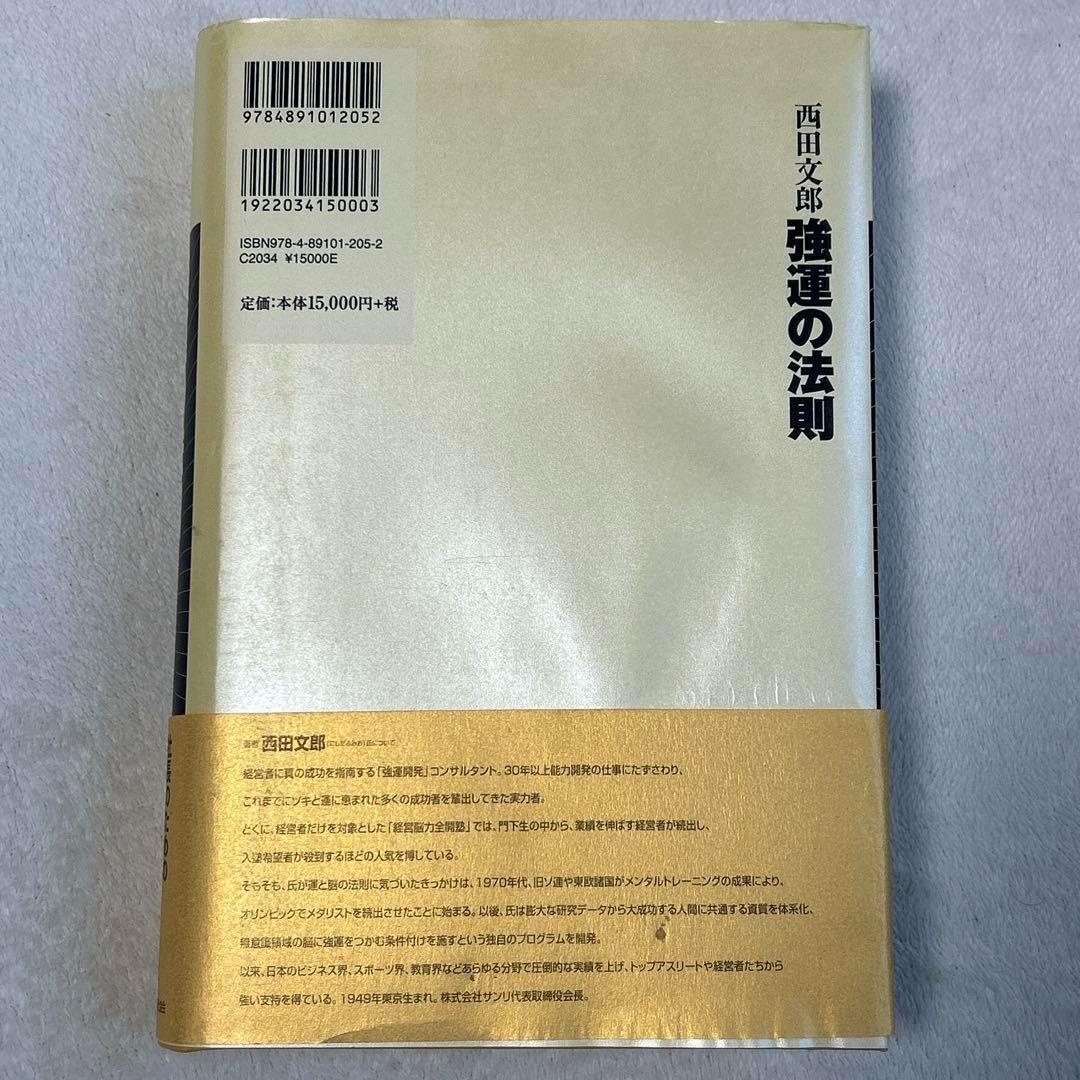 9784891012052
1922034150003
ISBN978-4-89101-205-2
C2034 ¥15000E
定価：本体15,000円+税
西田文郎
強運の法則
著者 西田文郎（にしだふみお）氏について
経営者に真の成功を指南する「強運開発」コンサルタント。30年以上能力開発の仕事にたずさわり、
これまでにツキと運に恵まれた多くの成功者を輩出してきた実力者。
とくに、経営者だけを対象とした「経営脳力全開塾」では、門下生の中から、業績を伸ばす経営者が続出し、
入塾希望者が殺到するほどの人気を博している。
そもそも、氏が運と脳の法則に気づいたきっかけは、1970年代、旧ソ連や東欧諸国がメンタルトレーニングの成果により、
オリンピックでメダリストを続出させたことに始まる。以後、氏は膨大な研究データから大成功する人間に共通する資質を体系化、
無意識領域の脳に強運をつかむ条件付けを施すという独自のプログラムを開発。
以来、日本のビジネス界、スポーツ界、教育界などあらゆる分野で圧倒的な実績を上げ、トップアスリートや経営者たちから
強い支持を得ている。1949年東京生まれ。株式会社サンリ代表取締役会長。